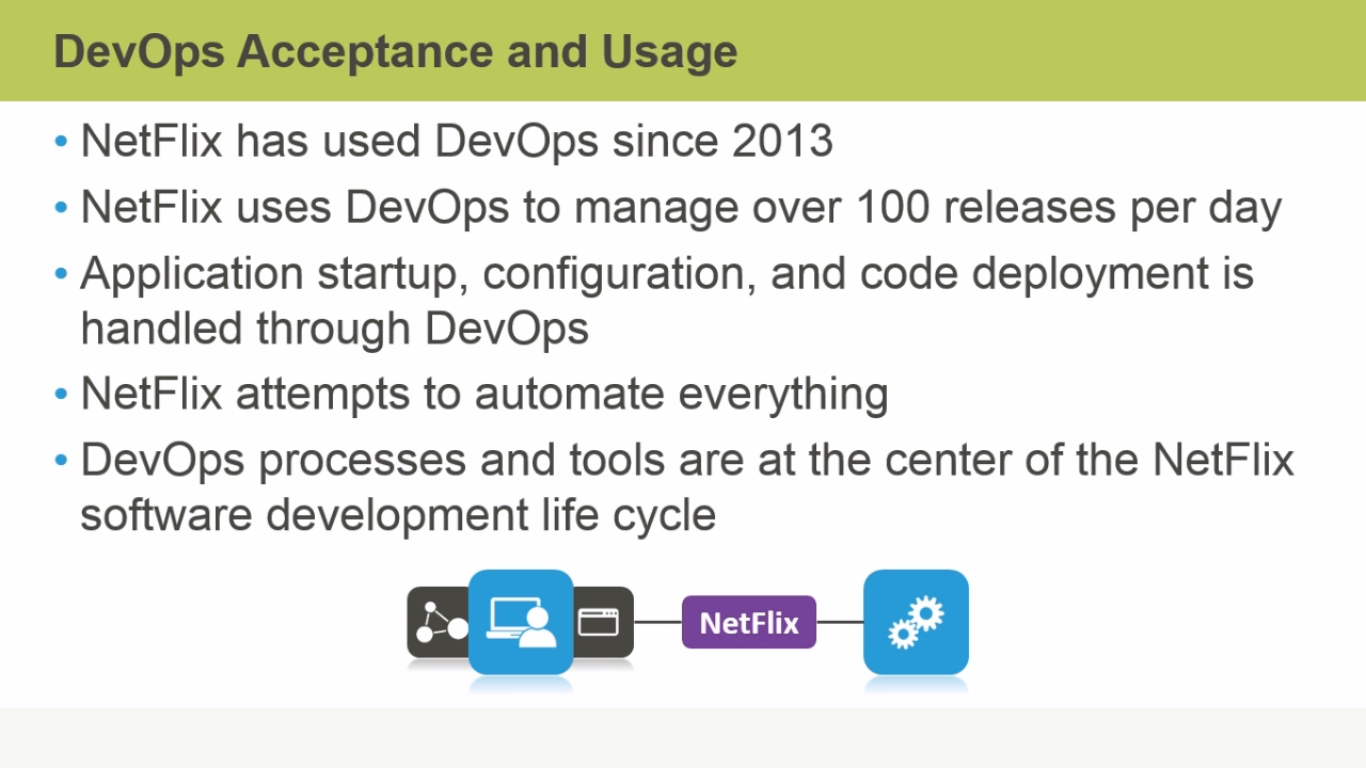 DevOps Acceptance and Usage
• NetFlix has used DevOps since 2013
• NetFlix uses DevOps to manage over 100 releases per day
• Application startup, configuration, and code deployment is
handled through DevOps
• NetFlix attempts to automate everything
• DevOps processes and tools are at the center of the NetFlix
software development life cycle
NetFlix